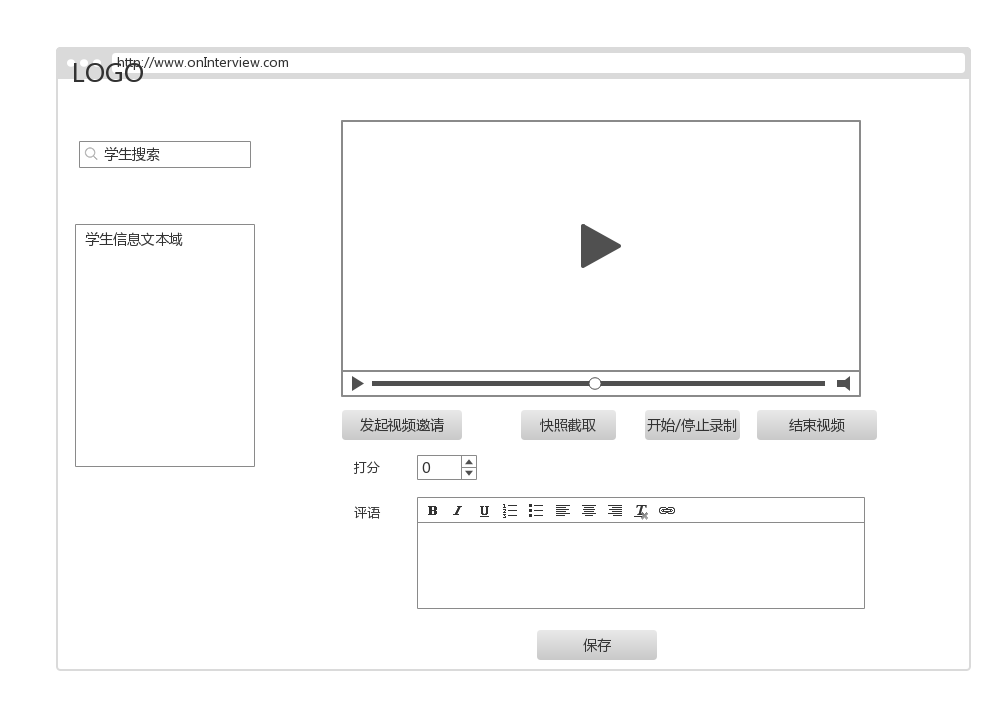 http://www.onInterview.com
LOGO
学生搜索
学生信息文本域
发起视频邀请
快照截取
开始/停止录制
结束视频
打分
0
评语
B I U T
保存